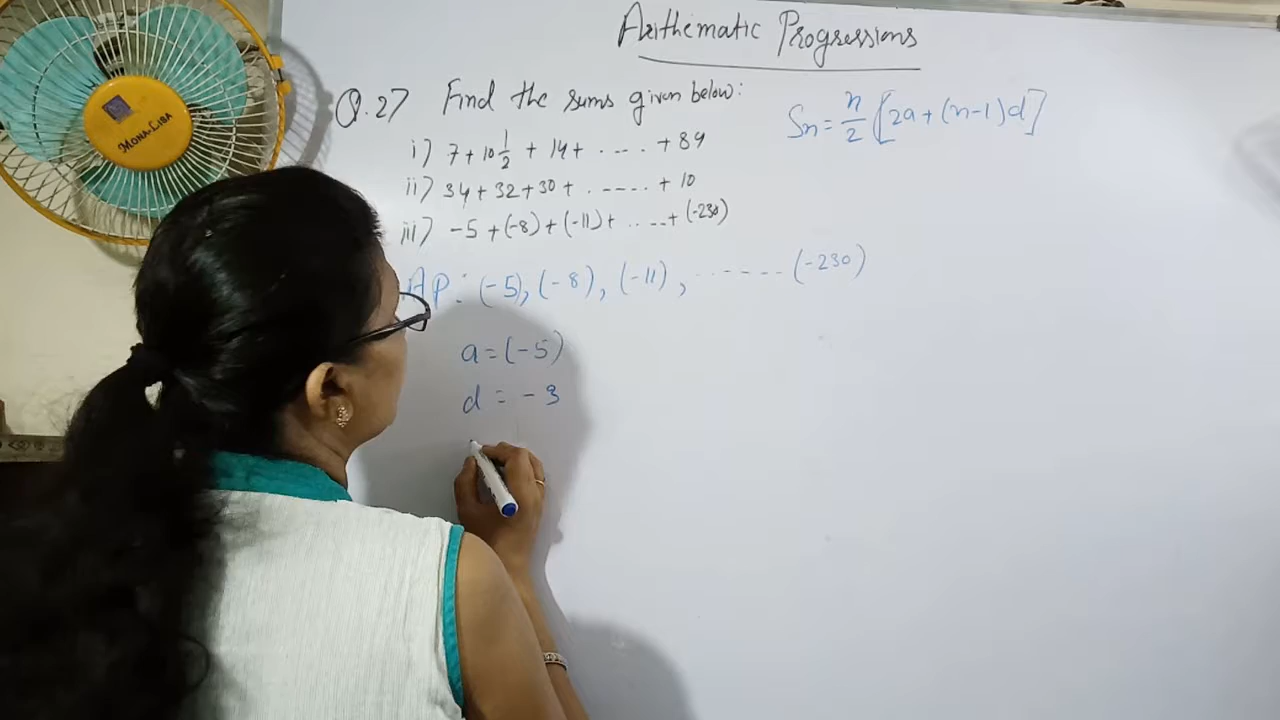 Arithematic Progressions
Q.27 Find the sums given below:
Sn = n/2 [2a + (n-1)d]
i) 7 + 10 1/2 + 14 + ..... + 84
ii) 34 + 32 + 30 + ...... + 10
iii) -5 + (-8) + (-11) + ..... + (-230)
AP: (-5), (-8), (-11), ....... (-230)
a = (-5)
d = -3
MONA-LISA